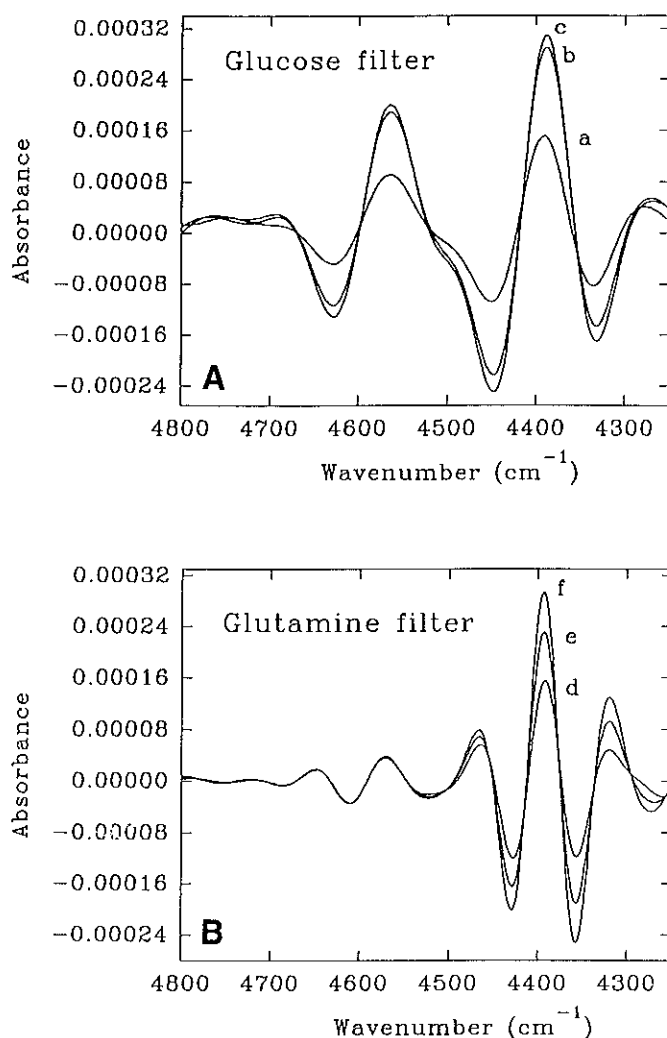 0.00032
0.00024
0.00016
0.00008
0.00000
−0.00008
−0.00016
−0.00024
Absorbance
Glucose filter
c
b
a
A
4800 4700 4600 4500 4400 4300
Wavenumber (cm⁻¹)
0.00032
0.00024
0.00016
0.00008
0.00000
−0.00008
−0.00016
−0.00024
Absorbance
Glutamine filter
f
e
d
B
4800 4700 4600 4500 4400 4300
Wavenumber (cm⁻¹)